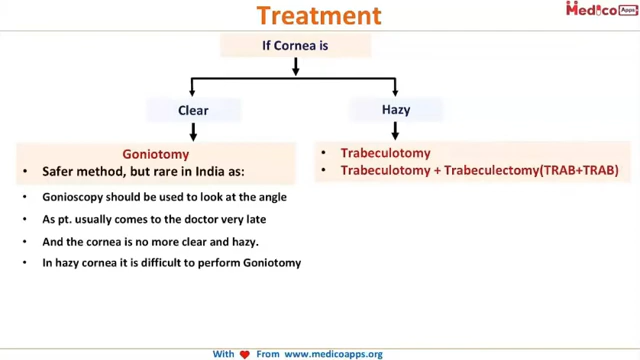 Treatment
Medico Apps
If Cornea is
Clear
Hazy
Goniotomy
• Safer method, but rare in India as:
• Trabeculotomy
• Trabeculotomy + Trabeculectomy(TRAB+TRAB)
• Gonioscopy should be used to look at the angle
• As pt. usually comes to the doctor very late
• And the cornea is no more clear and hazy.
• In hazy cornea it is difficult to perform Goniotomy
With ♥ From www.medicoapps.org